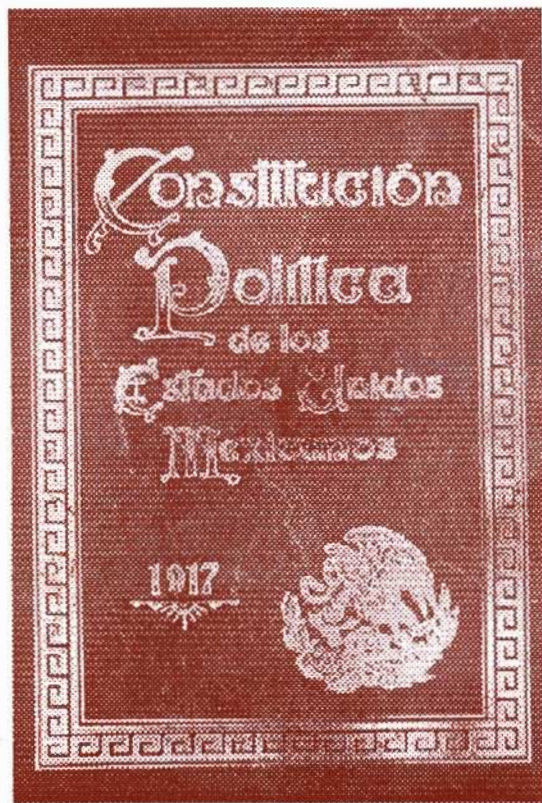 Constitución
Política
de los
Estados Unidos
Mexicanos
1917